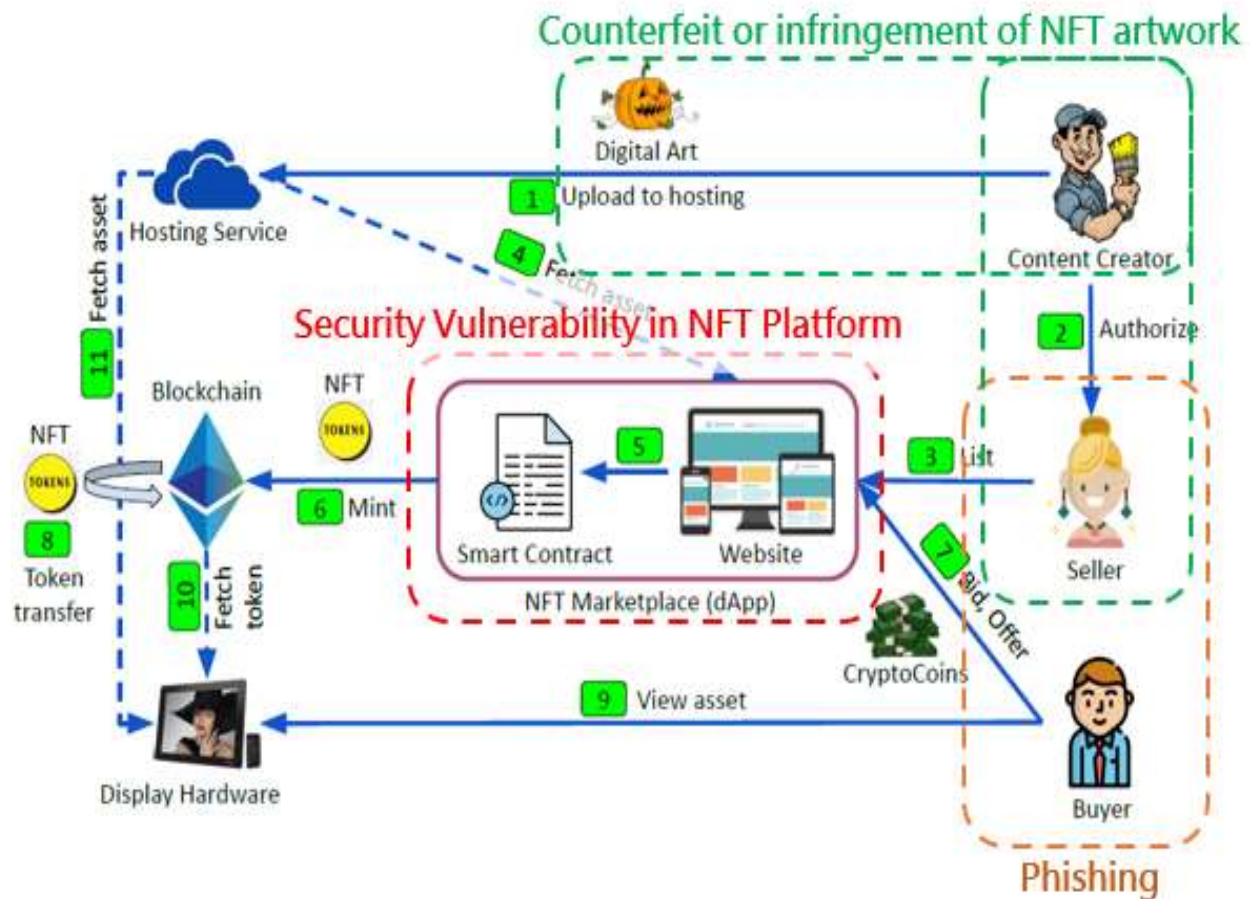 Counterfeit or infringement of NFT artwork
Digital Art
1 Upload to hosting
Hosting Service
Content Creator
4 Fetch asset
Fetch asset
11
Security Vulnerability in NFT Platform
2 Authorize
Blockchain
NFT
TOKENS
NFT
TOKENS
5
3 List
6 Mint
</>
Smart Contract
Website
Seller
8
Token
transfer
10
Fetch
token
NFT Marketplace (dApp)
7 Bid, Offer
CryptoCoins
9 View asset
Display Hardware
Buyer
Phishing